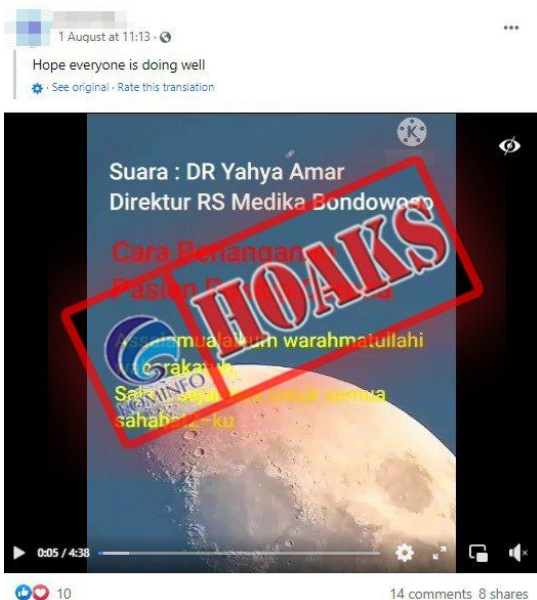 1 August at 11:13 ·
Hope everyone is doing well
· See original · Rate this translation
K
Suara : DR Yahya Amar
Direktur RS Medika Bondowoso
Cara Penanganan
Pasien
HOAKS
KOMINFO
Assalamualaikum warahmatullahi
wabarakatuh,
untuk semua
sahabat2-ku
0:05 / 4:38
10
14 comments 8 shares